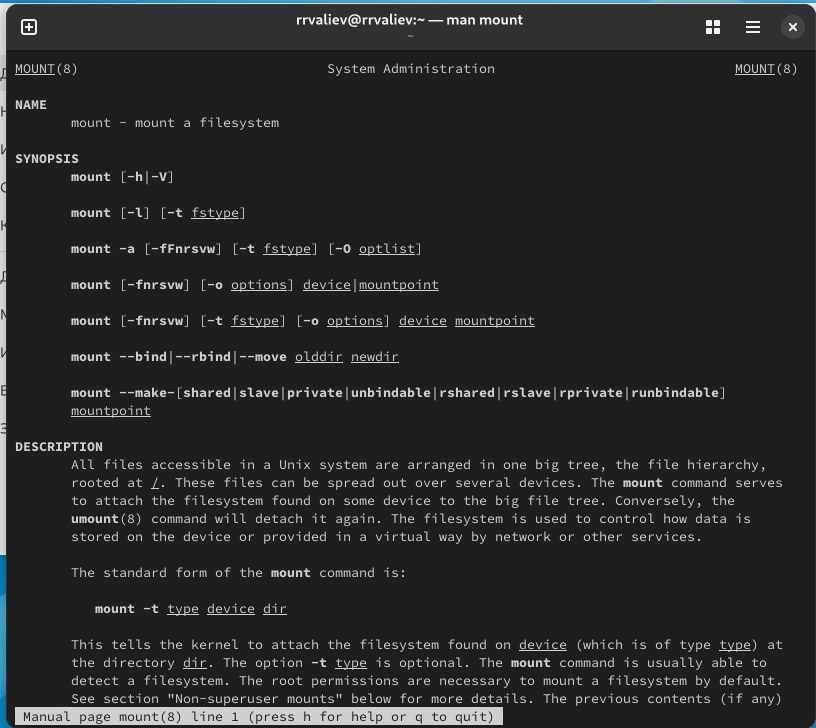 rrvaliev@rrvaliev:~ — man mount
~
MOUNT(8) System Administration MOUNT(8)
NAME
mount - mount a filesystem
SYNOPSIS
mount [-h|-V]
mount [-l] [-t fstype]
mount -a [-fFnrsvw] [-t fstype] [-O optlist]
mount [-fnrsvw] [-o options] device|mountpoint
mount [-fnrsvw] [-t fstype] [-o options] device mountpoint
mount --bind|--rbind|--move olddir newdir
mount --make-[shared|slave|private|unbindable|rshared|rslave|rprivate|runbindable]
mountpoint
DESCRIPTION
All files accessible in a Unix system are arranged in one big tree, the file hierarchy,
rooted at /. These files can be spread out over several devices. The mount command serves
to attach the filesystem found on some device to the big file tree. Conversely, the
umount(8) command will detach it again. The filesystem is used to control how data is
stored on the device or provided in a virtual way by network or other services.
The standard form of the mount command is:
mount -t type device dir
This tells the kernel to attach the filesystem found on device (which is of type type) at
the directory dir. The option -t type is optional. The mount command is usually able to
detect a filesystem. The root permissions are necessary to mount a filesystem by default.
See section "Non-superuser mounts" below for more details. The previous contents (if any)
Manual page mount(8) line 1 (press h for help or q to quit)